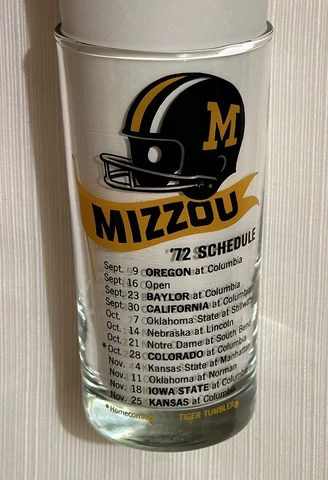 M
MIZZOU
'72 SCHEDULE
Sept. 9 OREGON at Columbia
Sept. 16 Open
Sept. 23 BAYLOR at Columbia
Sept. 30 CALIFORNIA at Columbia
Oct. 7 Oklahoma State at Stillwater
Oct. 14 Nebraska at Lincoln
Oct. 21 Notre Dame at South Bend
*Oct. 28 COLORADO at Columbia
Nov. 4 Kansas State at Manhattan
Nov. 11 Oklahoma at Norman
Nov. 18 IOWA STATE at Columbia
Nov. 25 KANSAS at Columbia
*Homecoming TIGER TUMBLER®